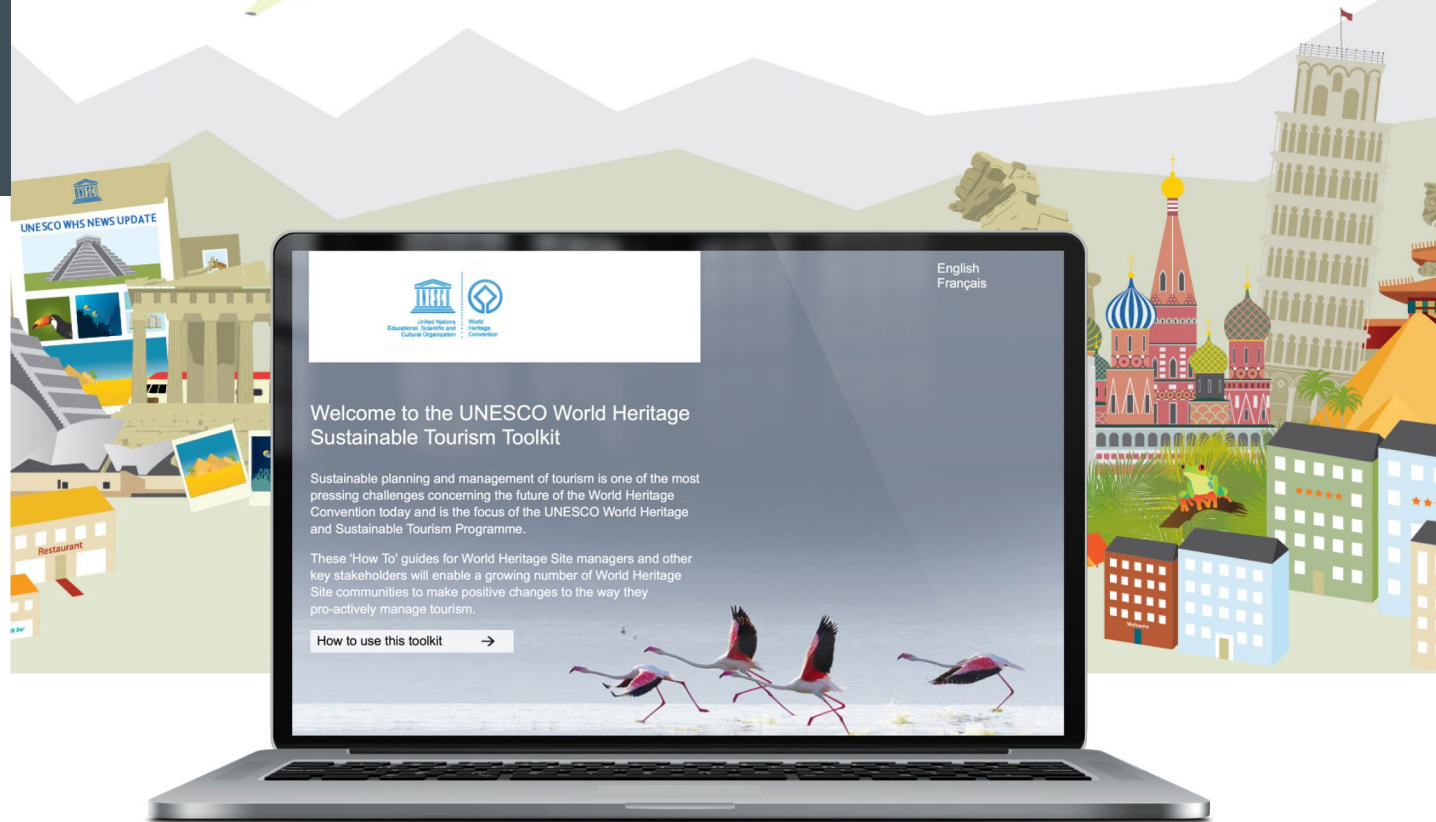 UNESCO
UNESCO WHS NEWS UPDATE
Restaurant
UNESCO
United Nations
Educational, Scientific and
Cultural Organization
World
Heritage
Convention
English
Français
Welcome to the UNESCO World Heritage
Sustainable Tourism Toolkit
Sustainable planning and management of tourism is one of the most
pressing challenges concerning the future of the World Heritage
Convention today and is the focus of the UNESCO World Heritage
and Sustainable Tourism Programme.
These 'How To' guides for World Heritage Site managers and other
key stakeholders will enable a growing number of World Heritage
Site communities to make positive changes to the way they
pro-actively manage tourism.
How to use this toolkit →
Welcome